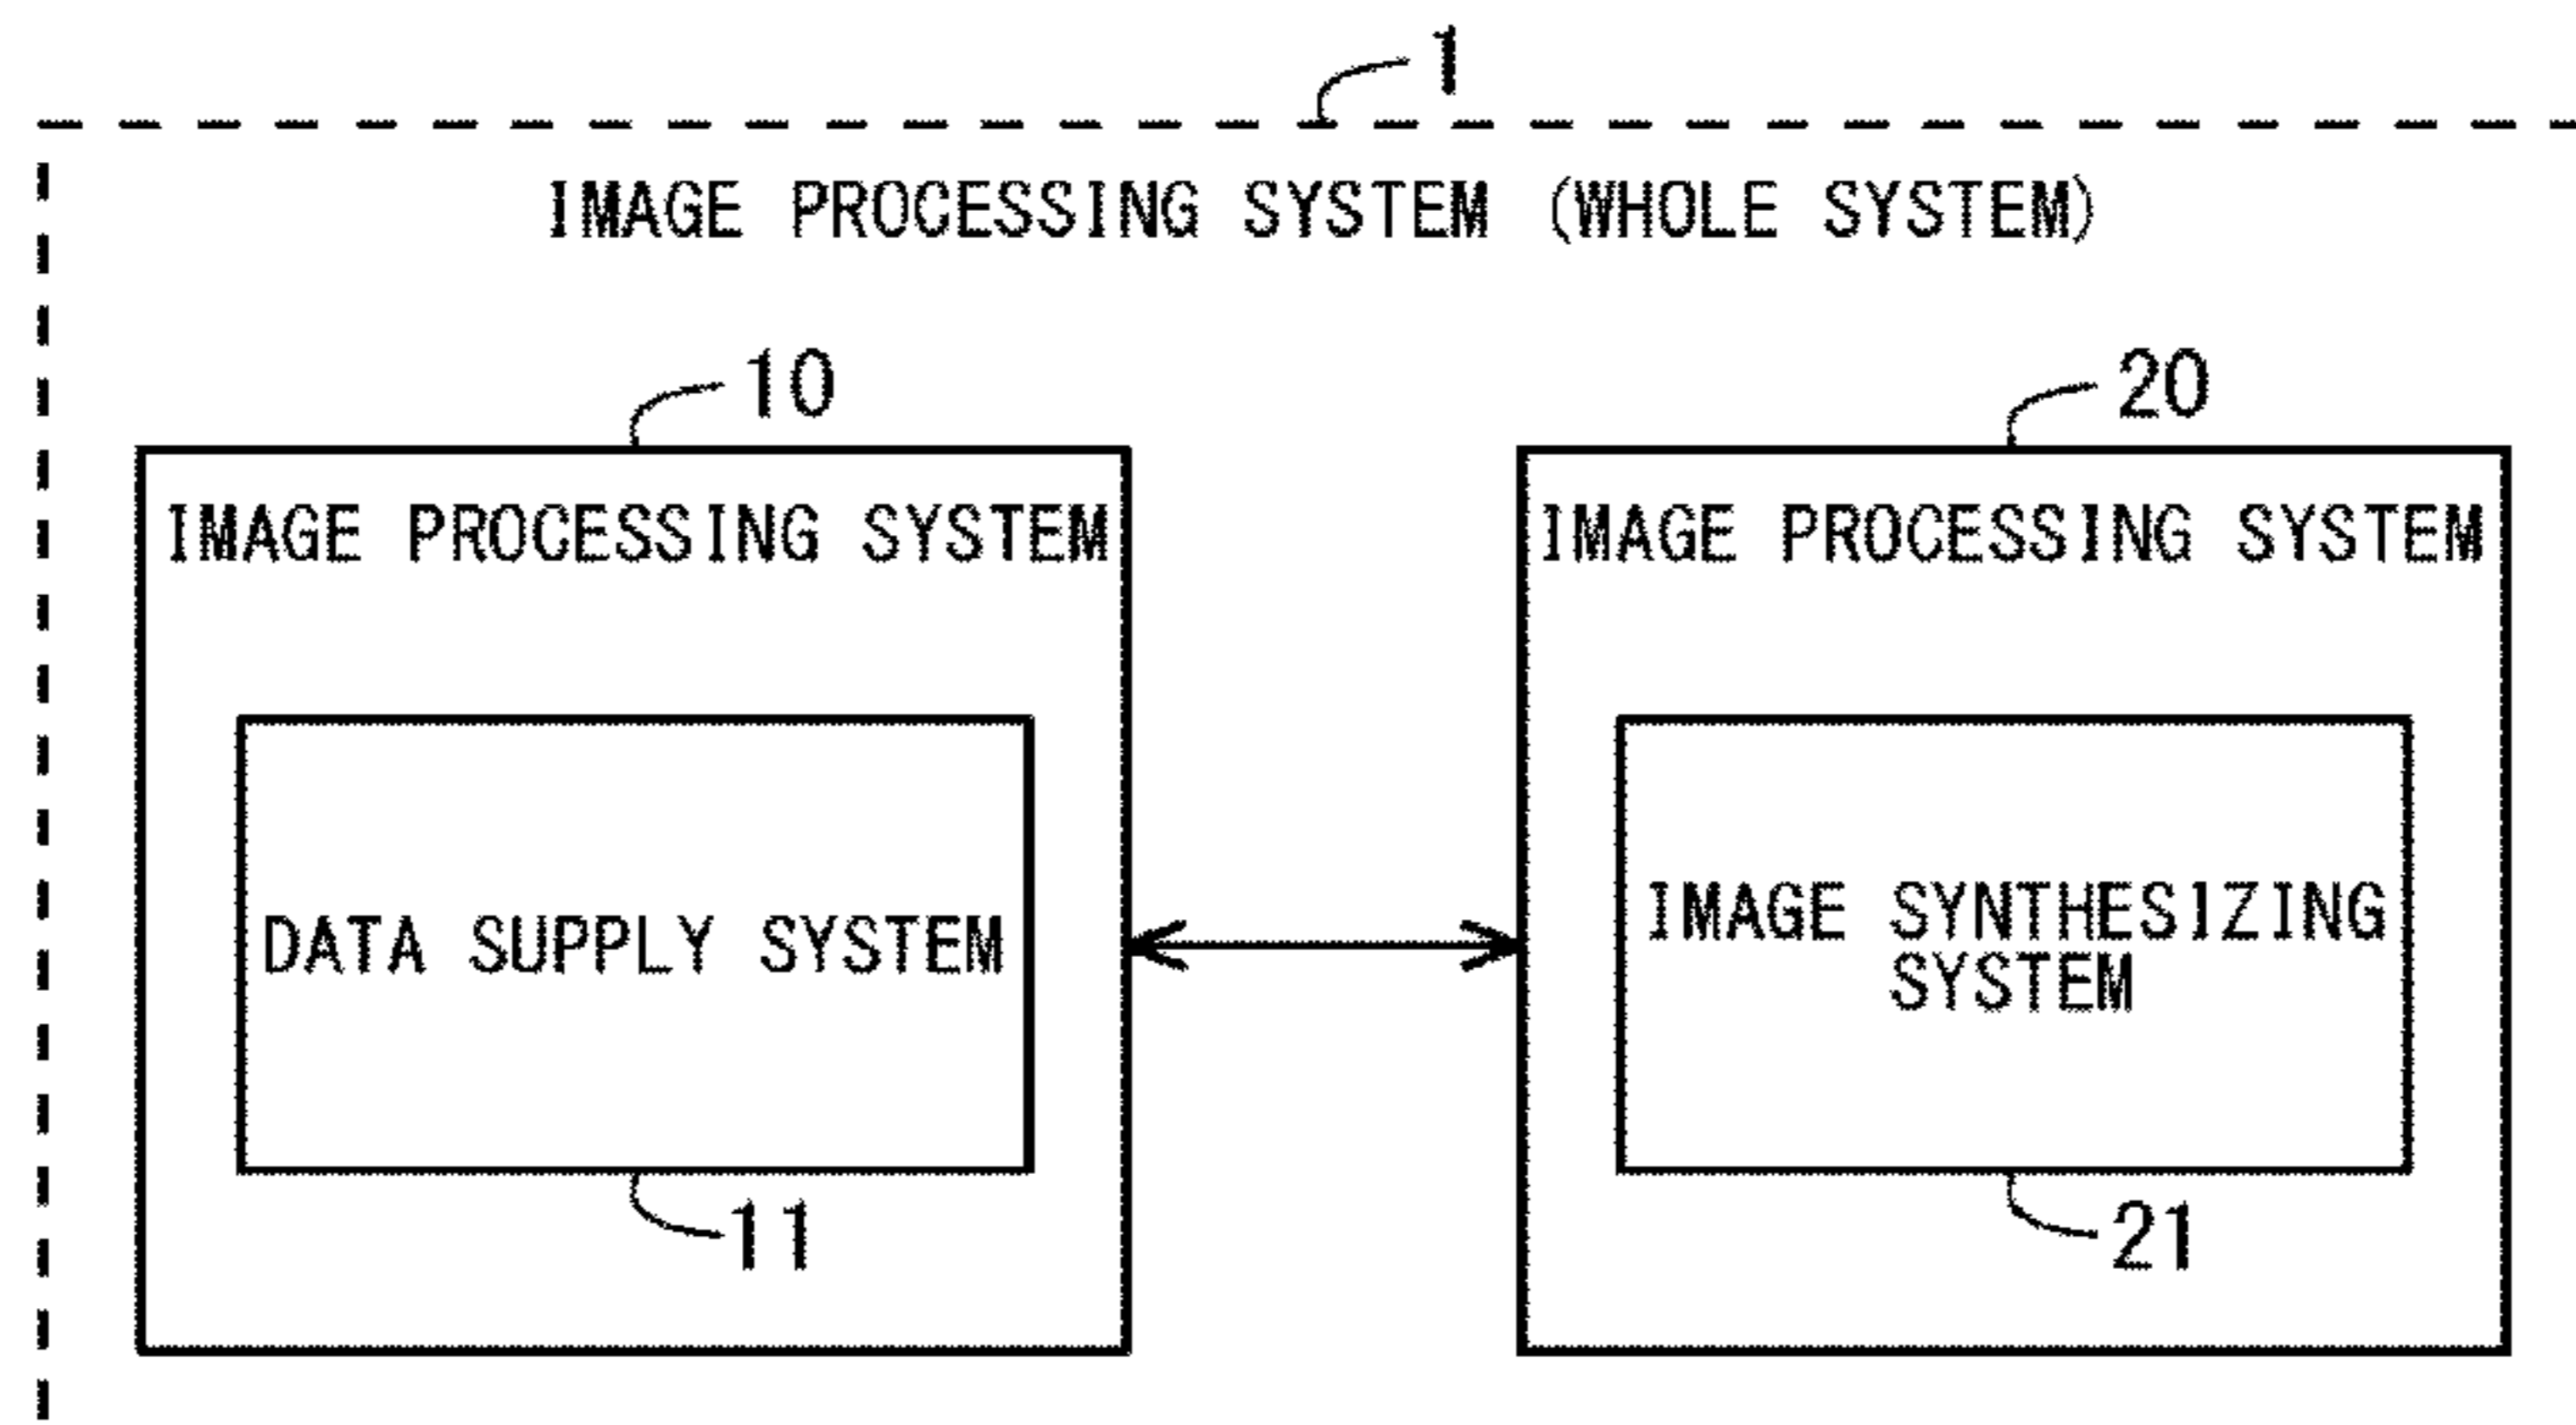 1
IMAGE PROCESSING SYSTEM (WHOLE SYSTEM)
10
20
IMAGE PROCESSING SYSTEM
IMAGE PROCESSING SYSTEM
DATA SUPPLY SYSTEM
IMAGE SYNTHESIZING
SYSTEM
11
21